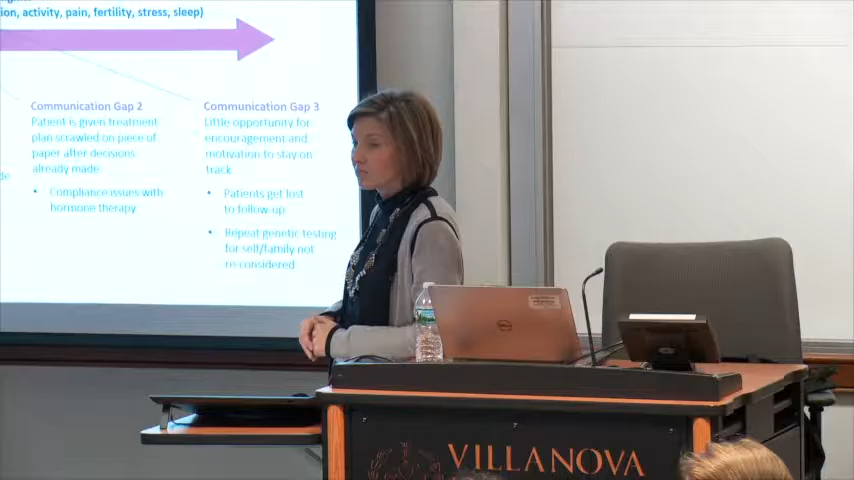 ion, activity, pain, fertility, stress, sleep)
Communication Gap 2
Patient is given treatment
plan scrawled on piece of
paper after decisions
already made
• Compliance issues with
hormone therapy
Communication Gap 3
Little opportunity for
encouragement and
motivation to stay on
track
• Patients get lost
to follow-up
• Repeat genetic testing
for self/family not
re-considered
DELL
VILLANOVA